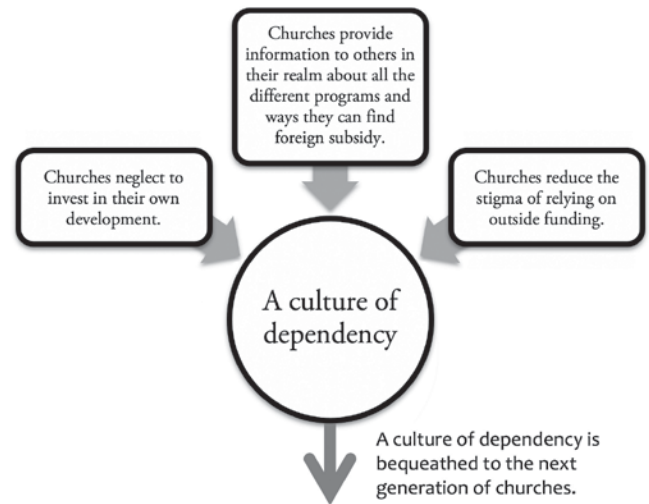 Churches provide
information to others in
their realm about all the
different programs and
ways they can find
foreign subsidy.
Churches neglect to
invest in their own
development.
Churches reduce the
stigma of relying on
outside funding.
A culture of
dependency
A culture of dependency is
bequeathed to the next
generation of churches.